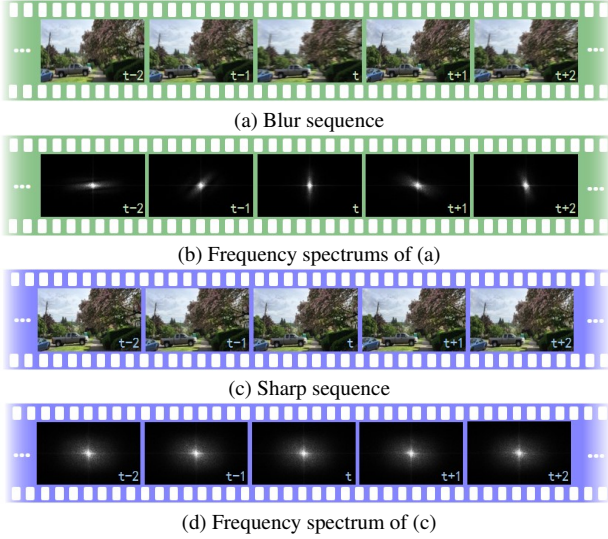 ... t-2 t-1 t t+1 t+2 ...
(a) Blur sequence
... t-2 t-1 t t+1 t+2 ...
(b) Frequency spectrums of (a)
... t-2 t-1 t t+1 t+2 ...
(c) Sharp sequence
... t-2 t-1 t t+1 t+2 ...
(d) Frequency spectrum of (c)